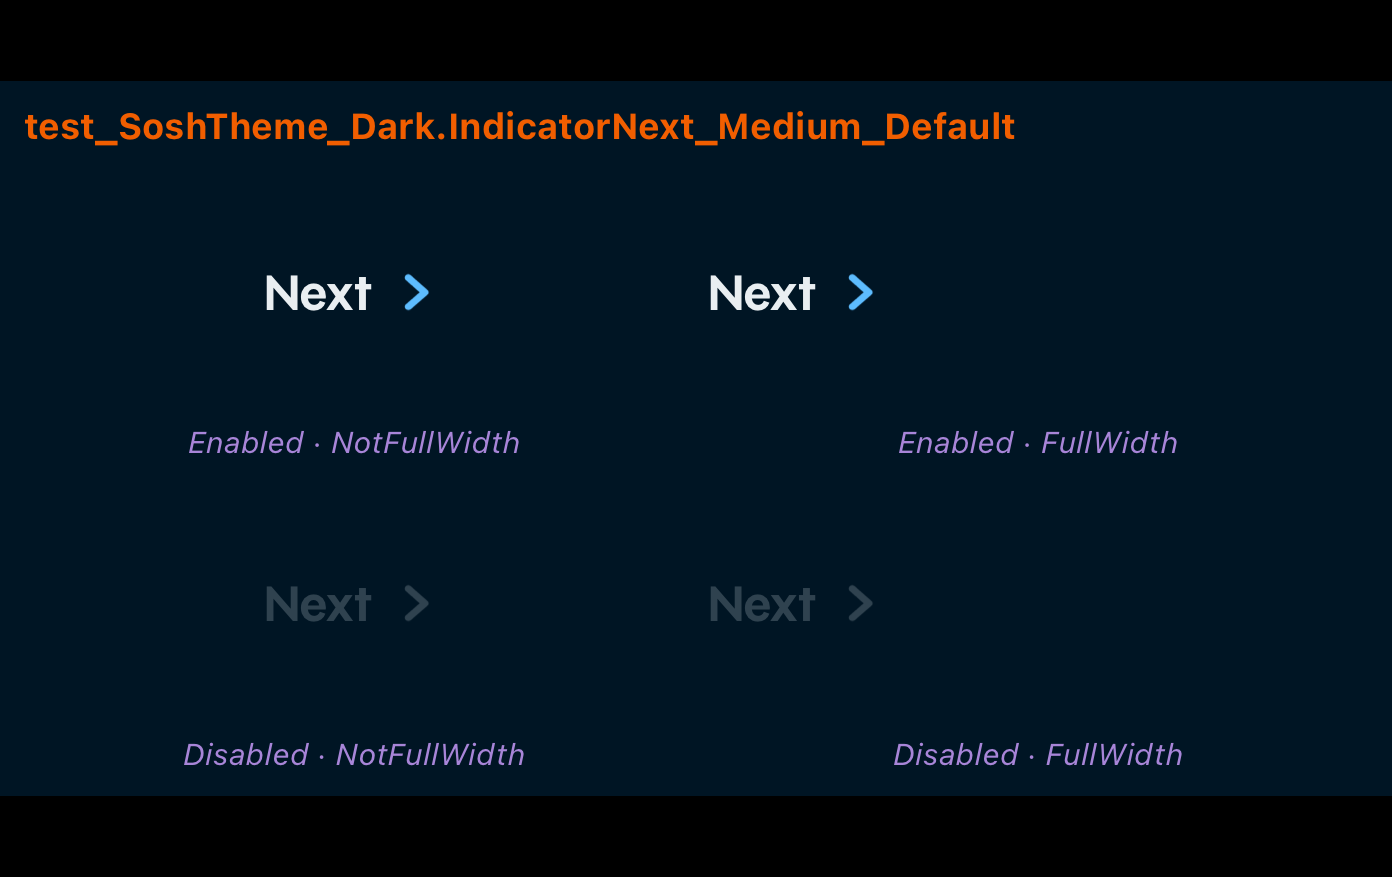 test_SoshTheme_Dark.IndicatorNext_Medium_Default
Next Next
Enabled · NotFullWidth Enabled · FullWidth
Next Next
Disabled · NotFullWidth Disabled · FullWidth